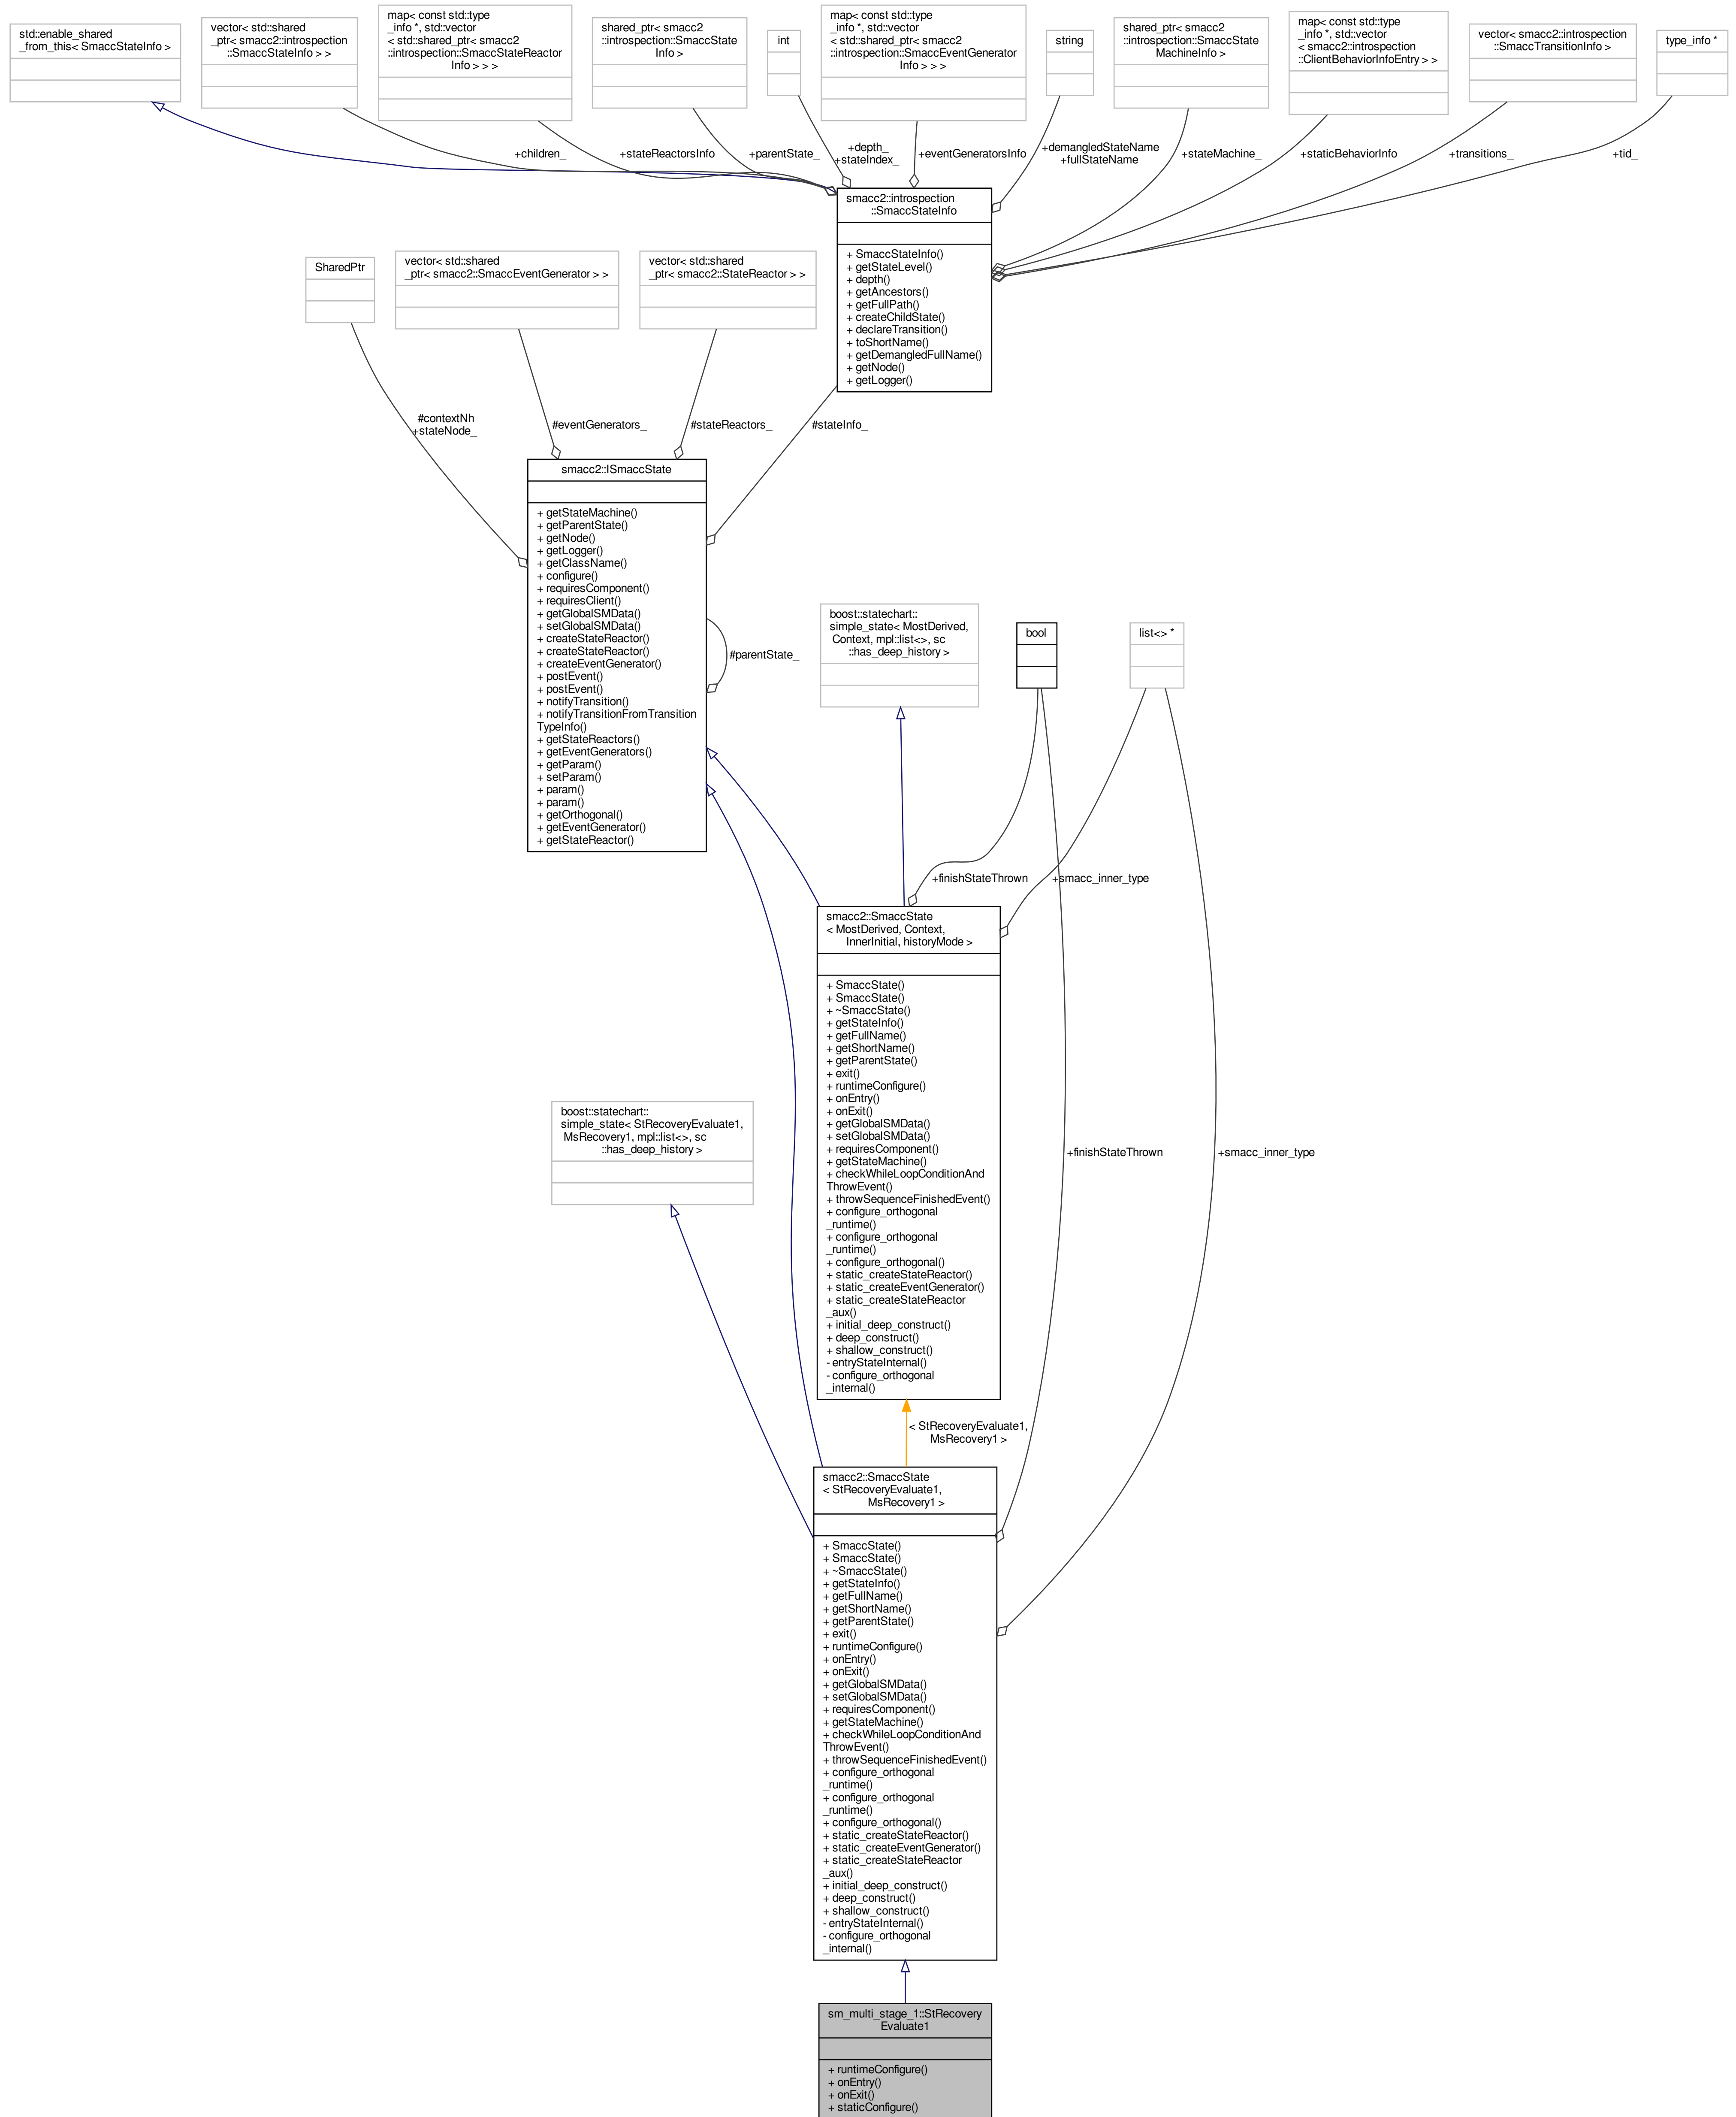 std::enable_shared
_from_this< SmaccStateInfo >
vector< std::shared
_ptr< smacc2::introspection
::SmaccStateInfo > >
map< const std::type
_info *, std::vector
< std::shared_ptr< smacc2
::introspection::SmaccStateReactor
Info > > >
shared_ptr< smacc2
::introspection::SmaccState
Info >
int
map< const std::type
_info *, std::vector
< std::shared_ptr< smacc2
::introspection::SmaccEventGenerator
Info > > >
string
shared_ptr< smacc2
::introspection::SmaccState
MachineInfo >
map< const std::type
_info *, std::vector
< smacc2::introspection
::ClientBehaviorInfoEntry > >
vector< smacc2::introspection
::SmaccTransitionInfo >
type_info *
+children_
+stateReactorsInfo
+parentState_
+depth_
+stateIndex_
+eventGeneratorsInfo
+demangledStateName
+fullStateName
+stateMachine_
+staticBehaviorInfo
+transitions_
+tid_
smacc2::introspection
::SmaccStateInfo
+ SmaccStateInfo()
+ getStateLevel()
+ depth()
+ getAncestors()
+ getFullPath()
+ createChildState()
+ declareTransition()
+ toShortName()
+ getDemangledFullName()
+ getNode()
+ getLogger()
SharedPtr
vector< std::shared
_ptr< smacc2::SmaccEventGenerator > >
vector< std::shared
_ptr< smacc2::StateReactor > >
#contextNh
+stateNode_
#eventGenerators_
#stateReactors_
#stateInfo_
smacc2::ISmaccState
+ getStateMachine()
+ getParentState()
+ getNode()
+ getLogger()
+ getClassName()
+ configure()
+ requiresComponent()
+ requiresClient()
+ getGlobalSMData()
+ setGlobalSMData()
+ createStateReactor()
+ createStateReactor()
+ createEventGenerator()
+ postEvent()
+ postEvent()
+ notifyTransition()
+ notifyTransitionFromTransition
TypeInfo()
+ getStateReactors()
+ getEventGenerators()
+ getParam()
+ setParam()
+ param()
+ param()
+ getOrthogonal()
+ getEventGenerator()
+ getStateReactor()
#parentState_
boost::statechart::
simple_state< MostDerived,
Context, mpl::list<>, sc
::has_deep_history >
bool
list<> *
+finishStateThrown
+smacc_inner_type
smacc2::SmaccState
< MostDerived, Context,
InnerInitial, historyMode >
+ SmaccState()
+ SmaccState()
+ ~SmaccState()
+ getStateInfo()
+ getFullName()
+ getShortName()
+ getParentState()
+ exit()
+ runtimeConfigure()
+ onEntry()
+ onExit()
+ getGlobalSMData()
+ setGlobalSMData()
+ requiresComponent()
+ getStateMachine()
+ checkWhileLoopConditionAnd
ThrowEvent()
+ throwSequenceFinishedEvent()
+ configure_orthogonal
_runtime()
+ configure_orthogonal
_runtime()
+ configure_orthogonal()
+ static_createStateReactor()
+ static_createEventGenerator()
+ static_createStateReactor
_aux()
+ initial_deep_construct()
+ deep_construct()
+ shallow_construct()
- entryStateInternal()
- configure_orthogonal
_internal()
boost::statechart::
simple_state< StRecoveryEvaluate1,
MsRecovery1, mpl::list<>, sc
::has_deep_history >
+finishStateThrown
+smacc_inner_type
< StRecoveryEvaluate1,
MsRecovery1 >
smacc2::SmaccState
< StRecoveryEvaluate1,
MsRecovery1 >
+ SmaccState()
+ SmaccState()
+ ~SmaccState()
+ getStateInfo()
+ getFullName()
+ getShortName()
+ getParentState()
+ exit()
+ runtimeConfigure()
+ onEntry()
+ onExit()
+ getGlobalSMData()
+ setGlobalSMData()
+ requiresComponent()
+ getStateMachine()
+ checkWhileLoopConditionAnd
ThrowEvent()
+ throwSequenceFinishedEvent()
+ configure_orthogonal
_runtime()
+ configure_orthogonal
_runtime()
+ configure_orthogonal()
+ static_createStateReactor()
+ static_createEventGenerator()
+ static_createStateReactor
_aux()
+ initial_deep_construct()
+ deep_construct()
+ shallow_construct()
- entryStateInternal()
- configure_orthogonal
_internal()
sm_multi_stage_1::StRecovery
Evaluate1
+ runtimeConfigure()
+ onEntry()
+ onExit()
+ staticConfigure()